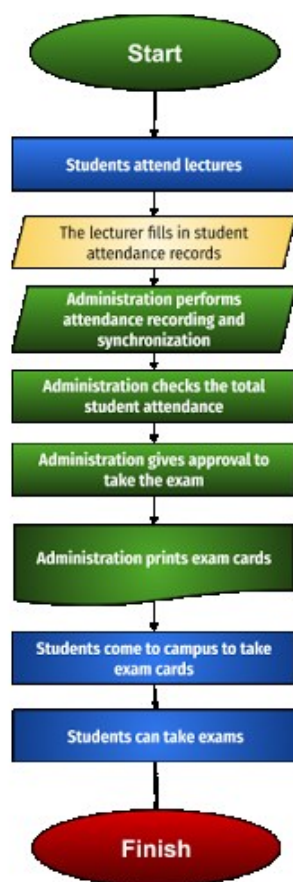 Start
Students attend lectures
The lecturer fills in student
attendance records
Administration performs
attendance recording and
synchronization
Administration checks the total
student attendance
Administration gives approval to
take the exam
Administration prints exam cards
Students come to campus to take
exam cards
Students can take exams
Finish